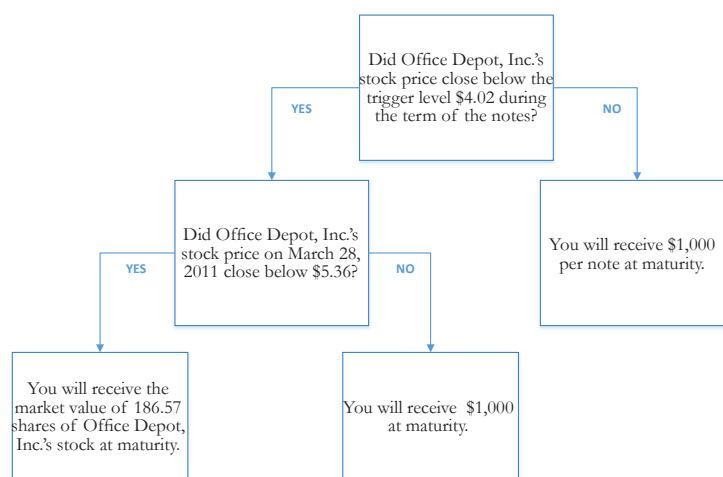 Did Office Depot, Inc.'s
stock price close below the
trigger level $4.02 during
the term of the notes?
YES
NO
Did Office Depot, Inc.'s
stock price on March 28,
2011 close below $5.36?
You will receive $1,000
per note at maturity.
YES
NO
You will receive the
market value of 186.57
shares of Office Depot,
Inc.'s stock at maturity.
You will receive $1,000
at maturity.